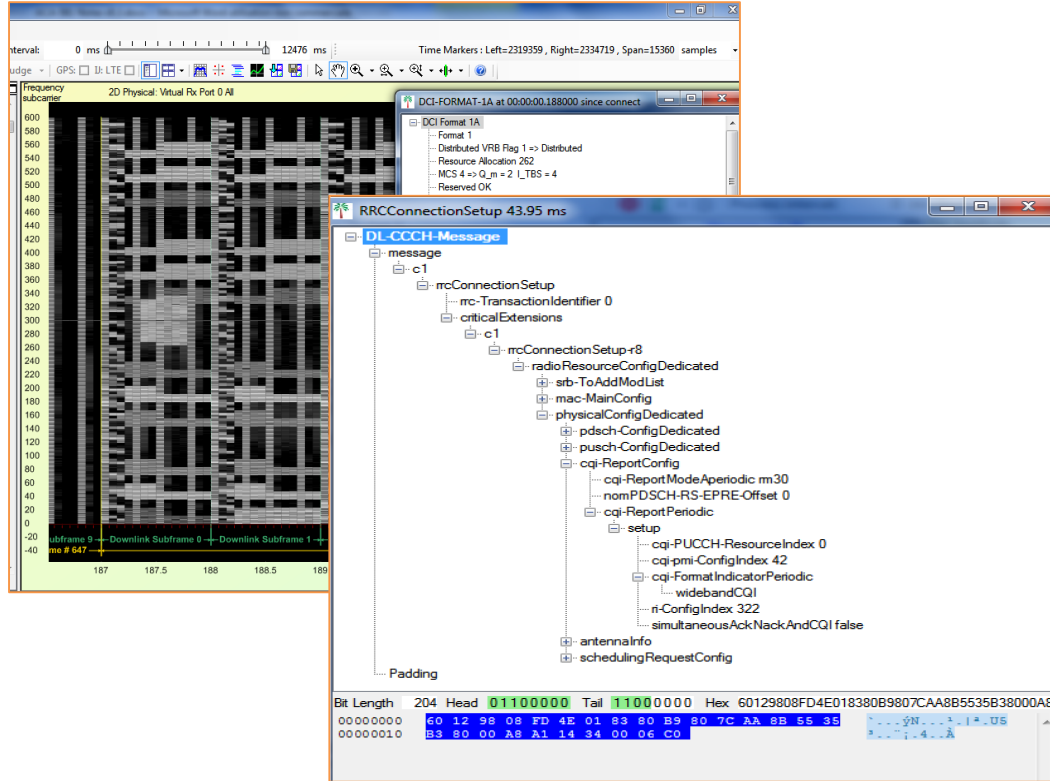 nterval: 0 ms 12476 ms Time Markers : Left=2319359 , Right=2334719 , Span=15360 samples
udge GPS: IJ: LTE
Frequency
subcarrier
2D Physical: Virtual Rx Port 0 All
600
580
560
540
520
500
480
460
440
420
400
380
360
340
320
300
280
260
240
220
200
180
160
140
120
100
80
60
40
20
0
-20
-40
ubframe 9 Downlink Subframe 0 Downlink Subframe 1
me # 647
187 187.5 188 188.5 189
DCI-FORMAT-1A at 00:00:00.188000 since connect
DCI Format 1A
Format 1
Distributed VRB Flag 1 => Distributed
Resource Allocation 262
MCS 4 => Q_m = 2 I_TBS = 4
Reserved OK
RRCConnectionSetup 43.95 ms
DL-CCCH-Message
message
c1
rrcConnectionSetup
rrc-TransactionIdentifier 0
criticalExtensions
c1
rrcConnectionSetup-r8
radioResourceConfigDedicated
srb-ToAddModList
mac-MainConfig
physicalConfigDedicated
pdsch-ConfigDedicated
pusch-ConfigDedicated
cqi-ReportConfig
cqi-ReportModeAperiodic rm30
nomPDSCH-RS-EPRE-Offset 0
cqi-ReportPeriodic
setup
cqi-PUCCH-ResourceIndex 0
cqi-pmi-ConfigIndex 42
cqi-FormatIndicatorPeriodic
widebandCQI
ri-ConfigIndex 322
simultaneousAckNackAndCQI false
antennaInfo
schedulingRequestConfig
Padding
Bit Length 204 Head 01100000 Tail 11000000 Hex 60129808FD4E018380B9807CAA8B5535B38000A8
00000000 60 12 98 08 FD 4E 01 83 80 B9 80 7C AA 8B 55 35 `...ýN...¹.|ª.U5
00000010 B3 80 00 A8 A1 14 34 00 06 C0 ³..¨¡.4..À